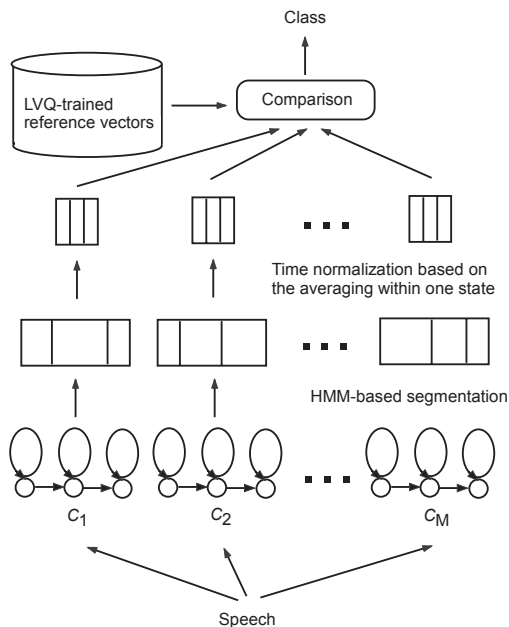 Class
LVQ-trained
reference vectors
Comparison
Time normalization based on
the averaging within one state
HMM-based segmentation
C1
C2
CM
Speech